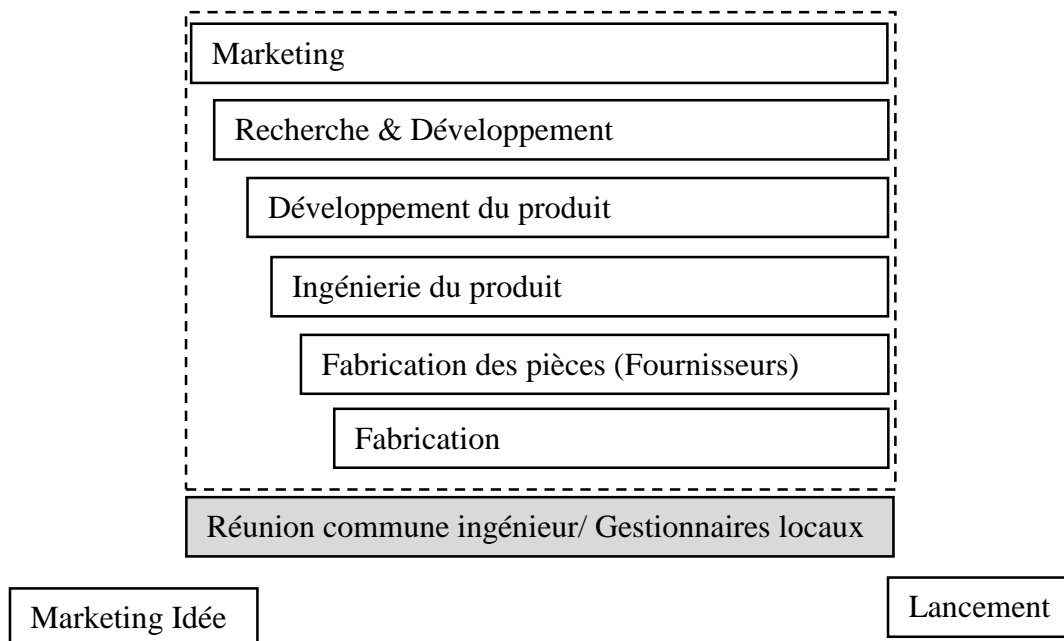 Marketing
Recherche & Développement
Développement du produit
Ingénierie du produit
Fabrication des pièces (Fournisseurs)
Fabrication
Réunion commune ingénieur/ Gestionnaires locaux
Marketing Idée
Lancement